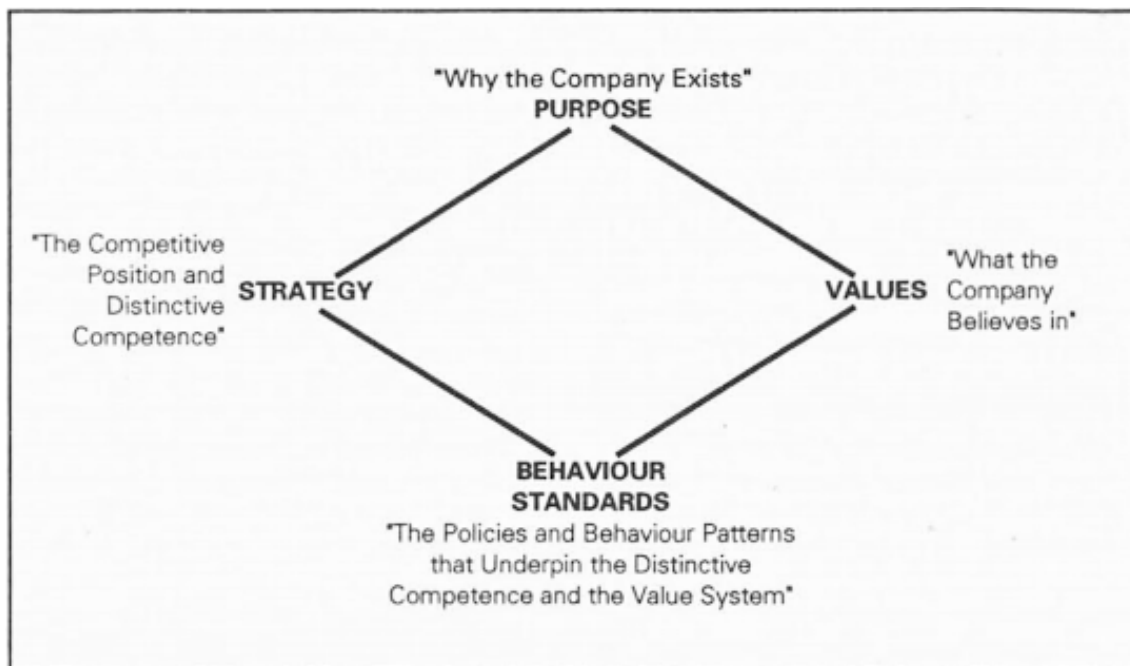 "Why the Company Exists"
PURPOSE
"The Competitive
Position and
Distinctive
Competence"
STRATEGY
VALUES
"What the
Company
Believes in"
BEHAVIOUR
STANDARDS
"The Policies and Behaviour Patterns
that Underpin the Distinctive
Competence and the Value System"